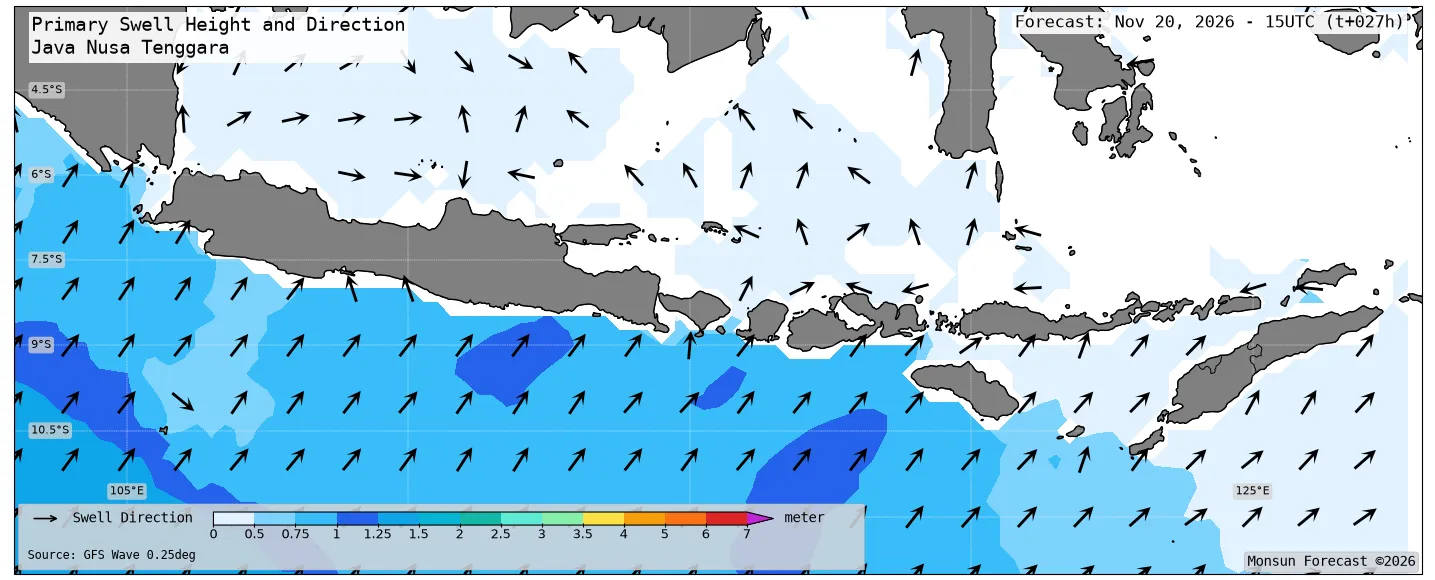 Primary Swell Height and Direction
Java Nusa Tenggara
Forecast: Nov 20, 2026 - 15UTC (t+027h)
4.5°S
6°S
7.5°S
9°S
10.5°S
105°E
125°E
Swell Direction
0 0.5 0.75 1 1.25 1.5 2 2.5 3 3.5 4 5 6 7
meter
Source: GFS Wave 0.25deg
Monsun Forecast ©2026